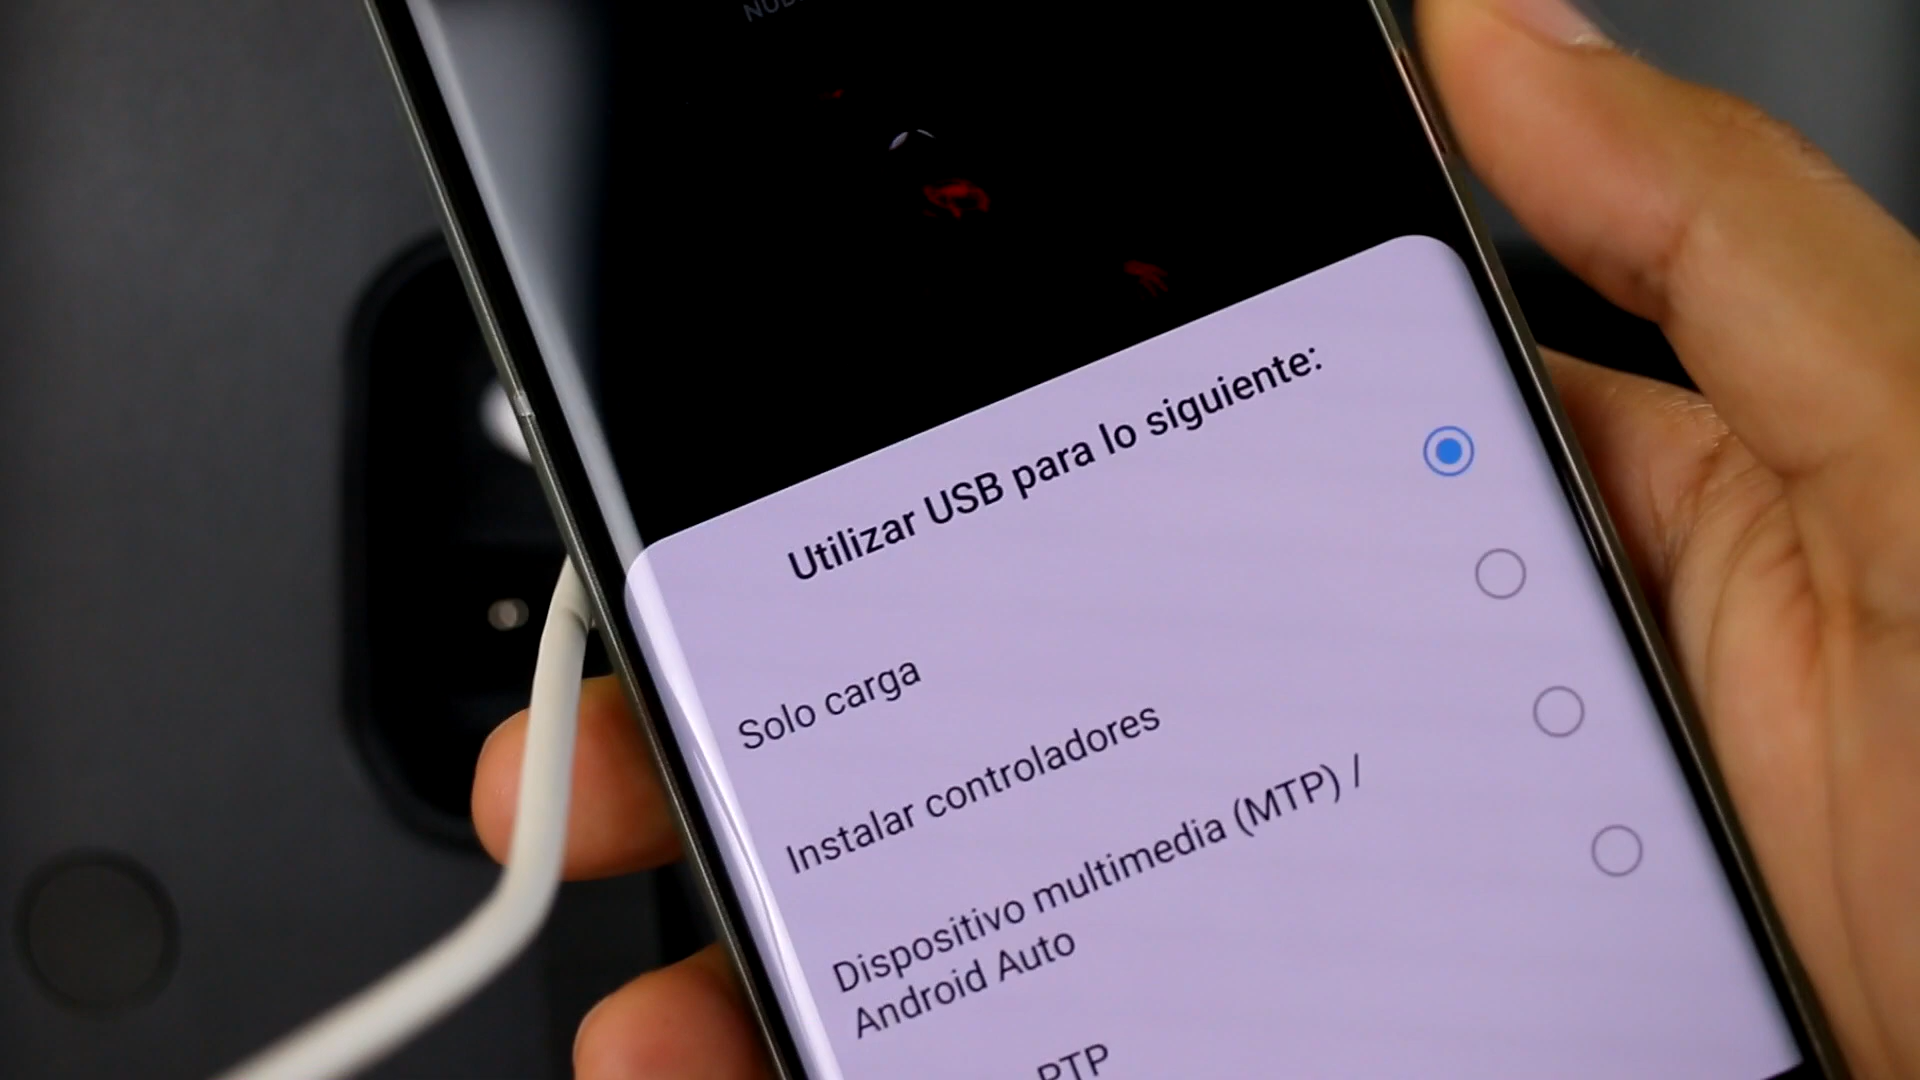 Utilizar USB para lo siguiente:
Solo carga
Instalar controladores
Dispositivo multimedia (MTP) /
Android Auto
PTP